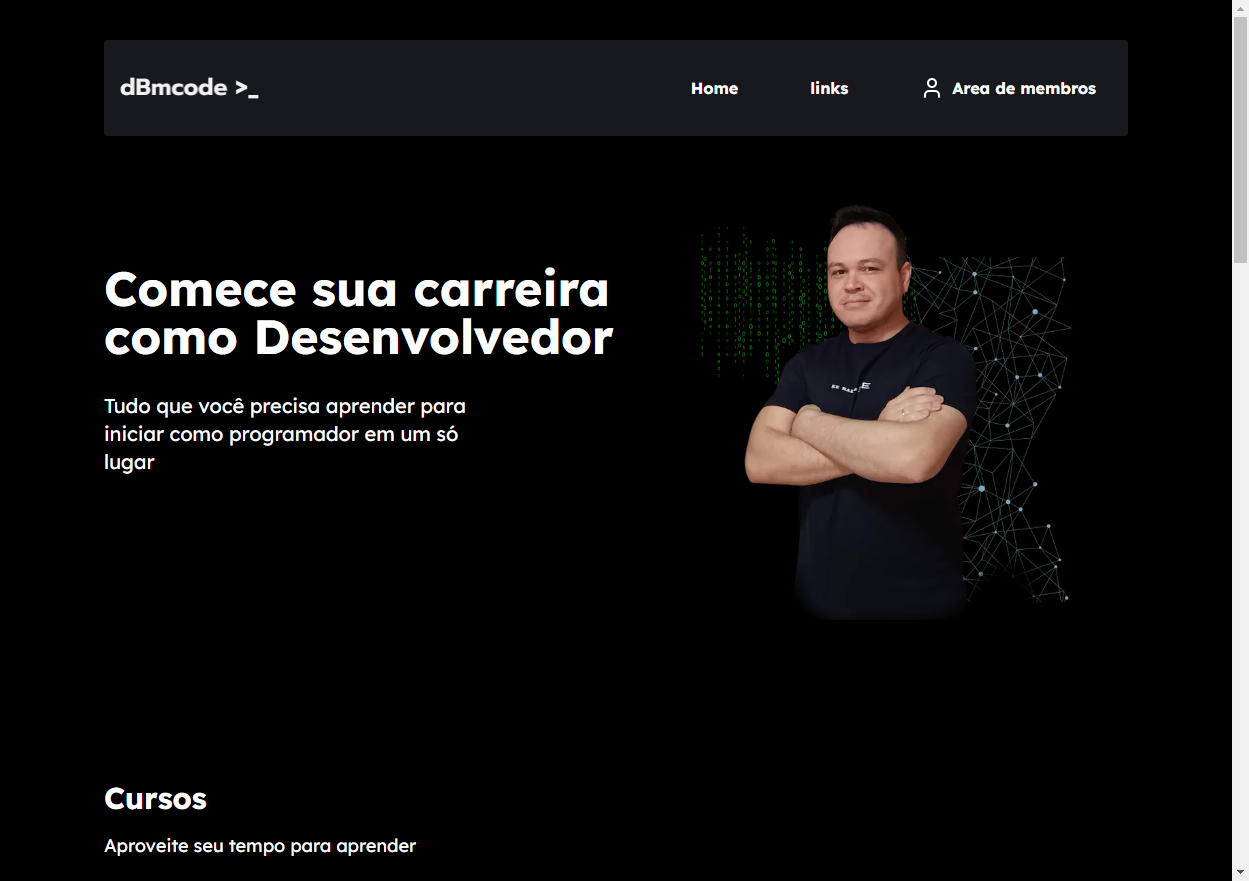 dBmcode >_
Home
links
Area de membros
Comece sua carreira
como Desenvolvedor
Tudo que você precisa aprender para
iniciar como programador em um só
lugar
Cursos
Aproveite seu tempo para aprender